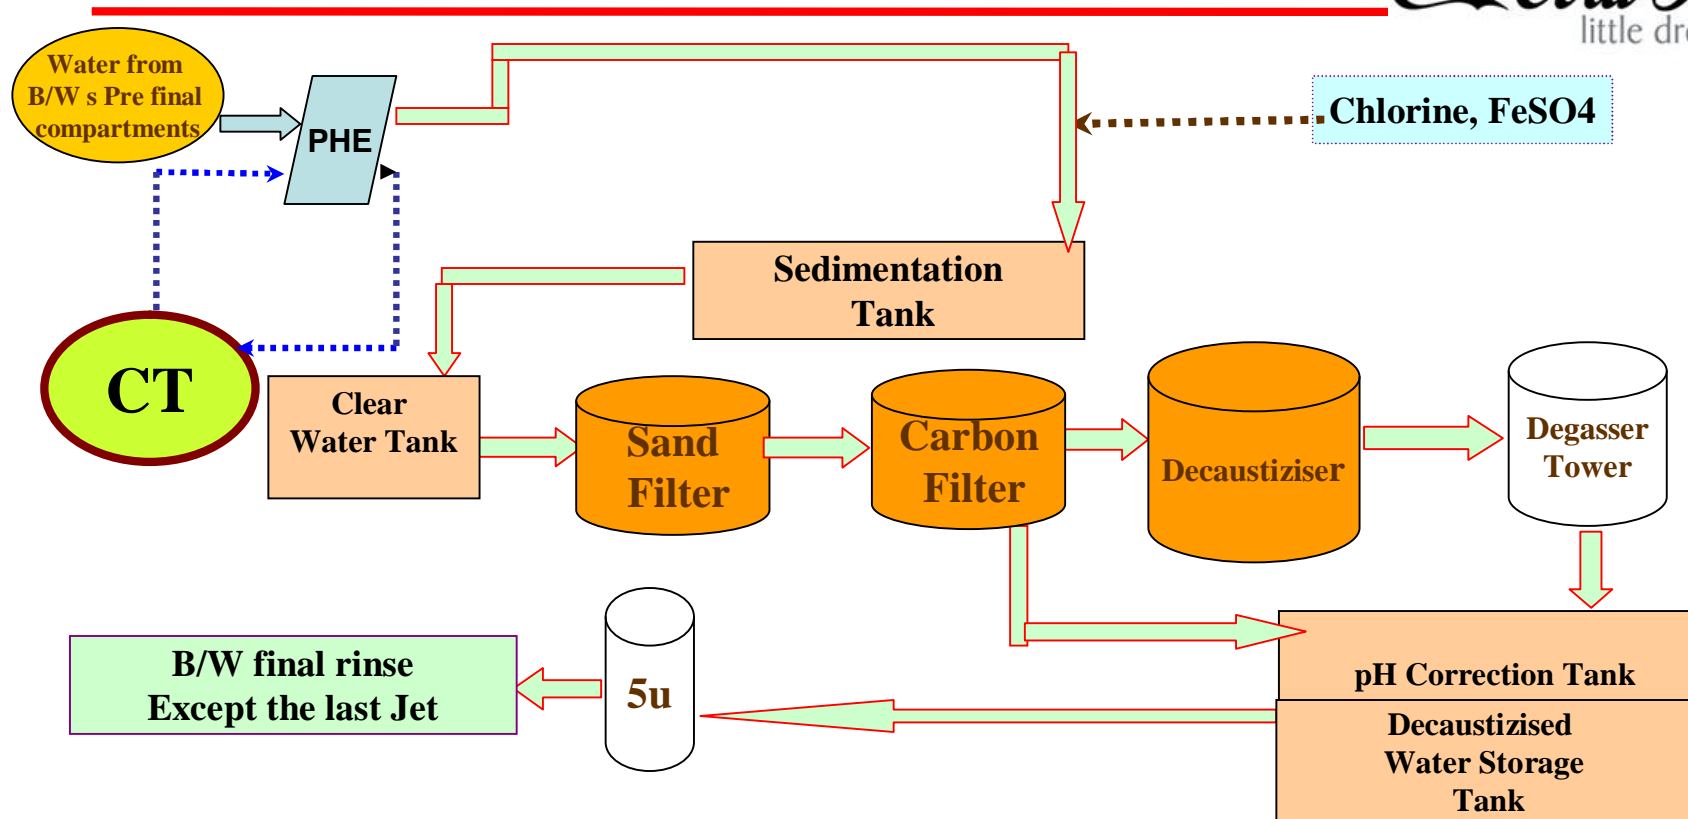 little
Water from
B/W s Pre final
compartments
PHE
Chlorine, FeSO4
Sedimentation
Tank
CT
Clear
Water Tank
Sand
Filter
Carbon
Filter
Decaustiziser
Degasser
Tower
B/W final rinse
Except the last Jet
5u
pH Correction Tank
Decaustizised
Water Storage
Tank